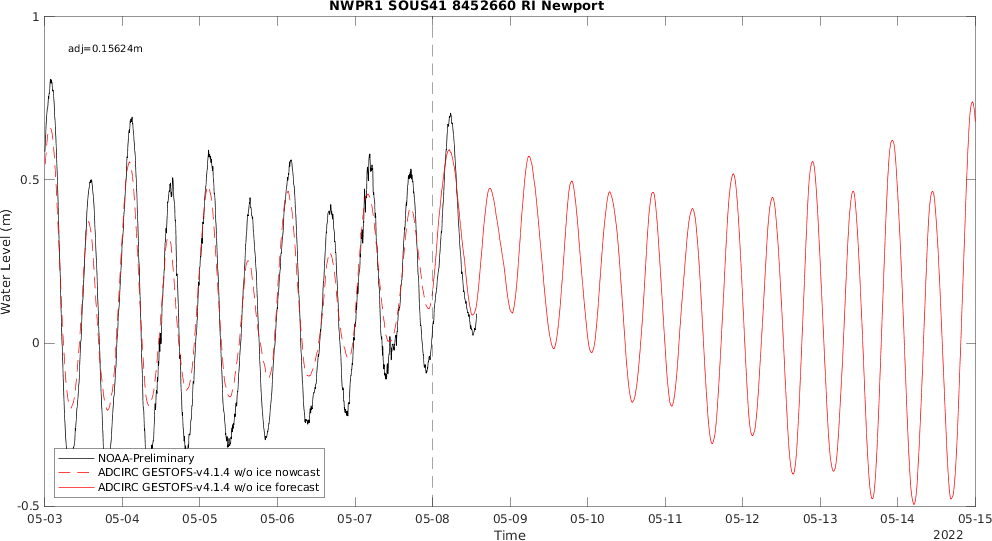 NWPR1 SOUS41 8452660 RI Newport
adj=0.15624m
Water Level (m)
1
0.5
0
-0.5
NOAA-Preliminary
ADCIRC GESTOFS-v4.1.4 w/o ice nowcast
ADCIRC GESTOFS-v4.1.4 w/o ice forecast
05-03 05-04 05-05 05-06 05-07 05-08 05-09 05-10 05-11 05-12 05-13 05-14 05-15
Time
2022